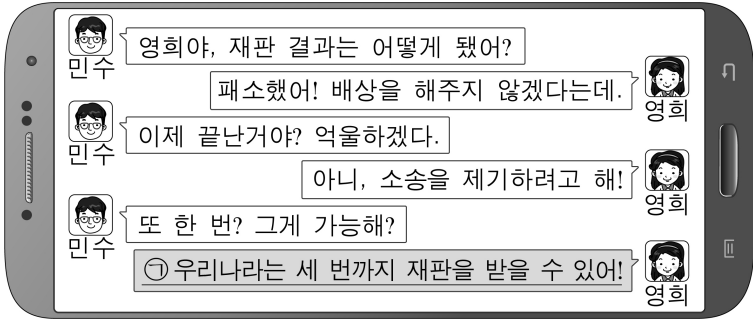 영희야, 재판 결과는 어떻게 됐어?
민수
패소했어! 배상을 해주지 않겠다는데.
영희
이제 끝난거야? 억울하겠다.
민수
아니, 소송을 제기하려고 해!
영희
또 한 번? 그게 가능해?
민수
㉠ 우리나라는 세 번까지 재판을 받을 수 있어!
영희